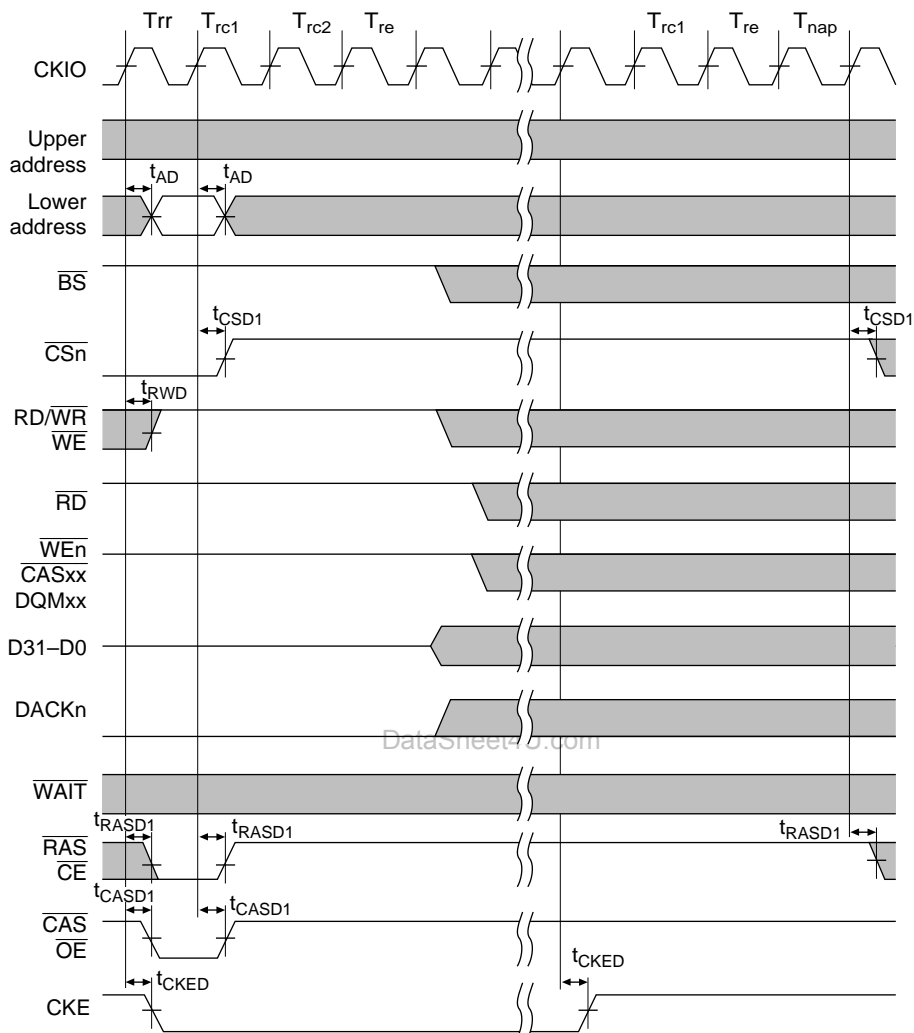 Trr Trc1 Trc2 Tre Trc1 Tre Tnap
CKIO
Upper
address
tAD tAD
Lower
address
BS
tCSD1 tCSD1
CSn
tRWD
RD/WR
WE
RD
WEn
CASxx
DQMxx
D31–D0
DACKn
DataSheet4U.com
WAIT
tRASD1 tRASD1 tRASD1
RAS
CE
tCASD1 tCASD1
CAS
OE
tCKED tCKED
CKE